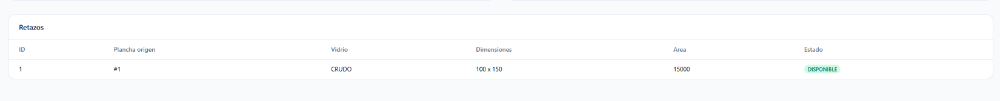 Retazos
ID Plancha origen Vidrio Dimensiones Area Estado
1 #1 CRUDO 100 x 150 15000 DISPONIBLE